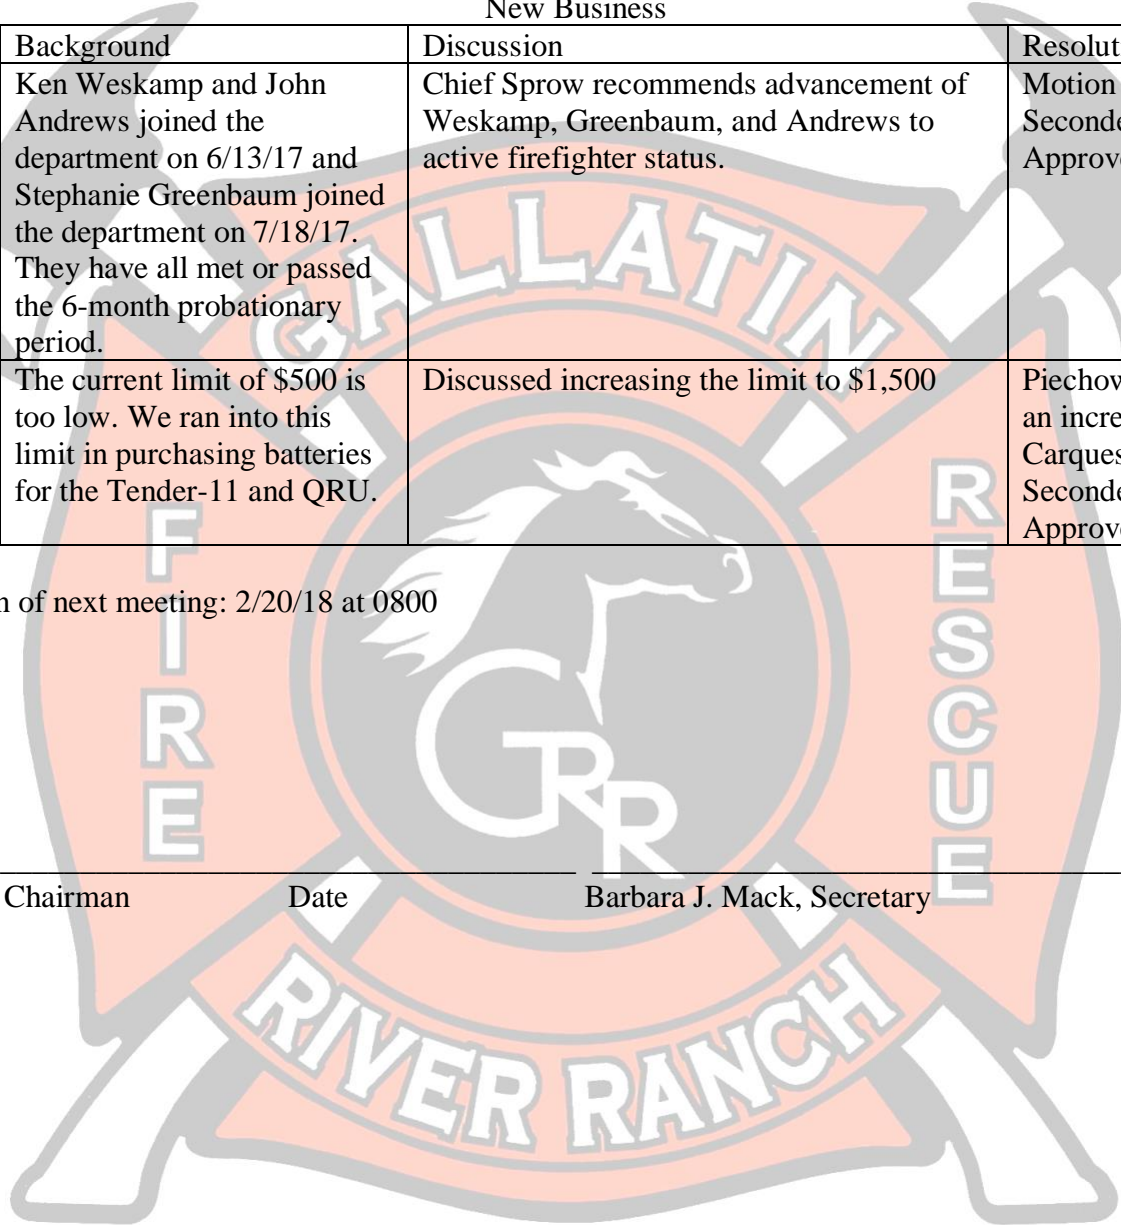 New Business
Background
Discussion
Resolut
Ken Weskamp and John
Andrews joined the
department on 6/13/17 and
Stephanie Greenbaum joined
the department on 7/18/17.
They have all met or passed
the 6-month probationary
period.
Chief Sprow recommends advancement of
Weskamp, Greenbaum, and Andrews to
active firefighter status.
Motion
Seconde
Approv
The current limit of $500 is
too low. We ran into this
limit in purchasing batteries
for the Tender-11 and QRU.
Discussed increasing the limit to $1,500
Piechow
an incre
Carques
Seconde
Approv
n of next meeting: 2/20/18 at 0800
Chairman Date Barbara J. Mack, Secretary
GALLATIN
FIRE
RESCUE
GRR
RIVER RANCH